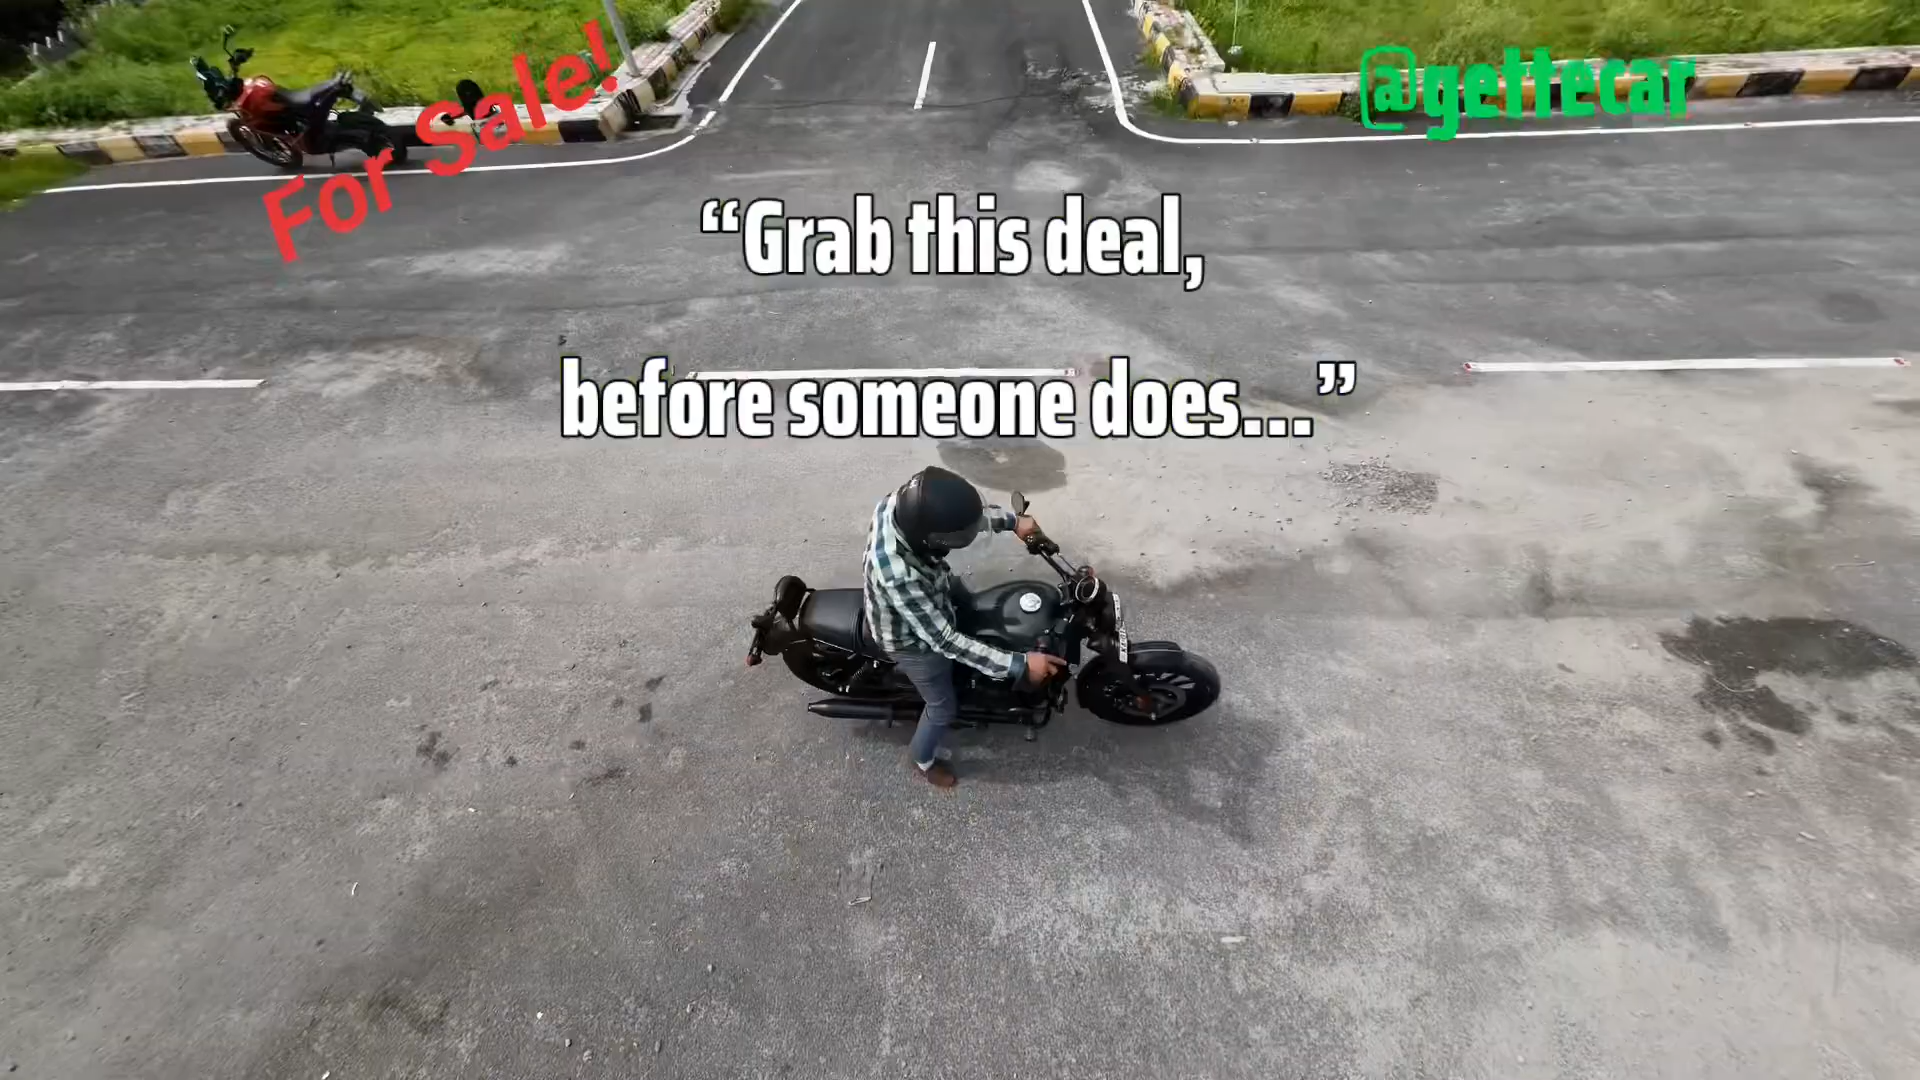 For Sale!
@gettecar
“Grab this deal,
before someone does...”